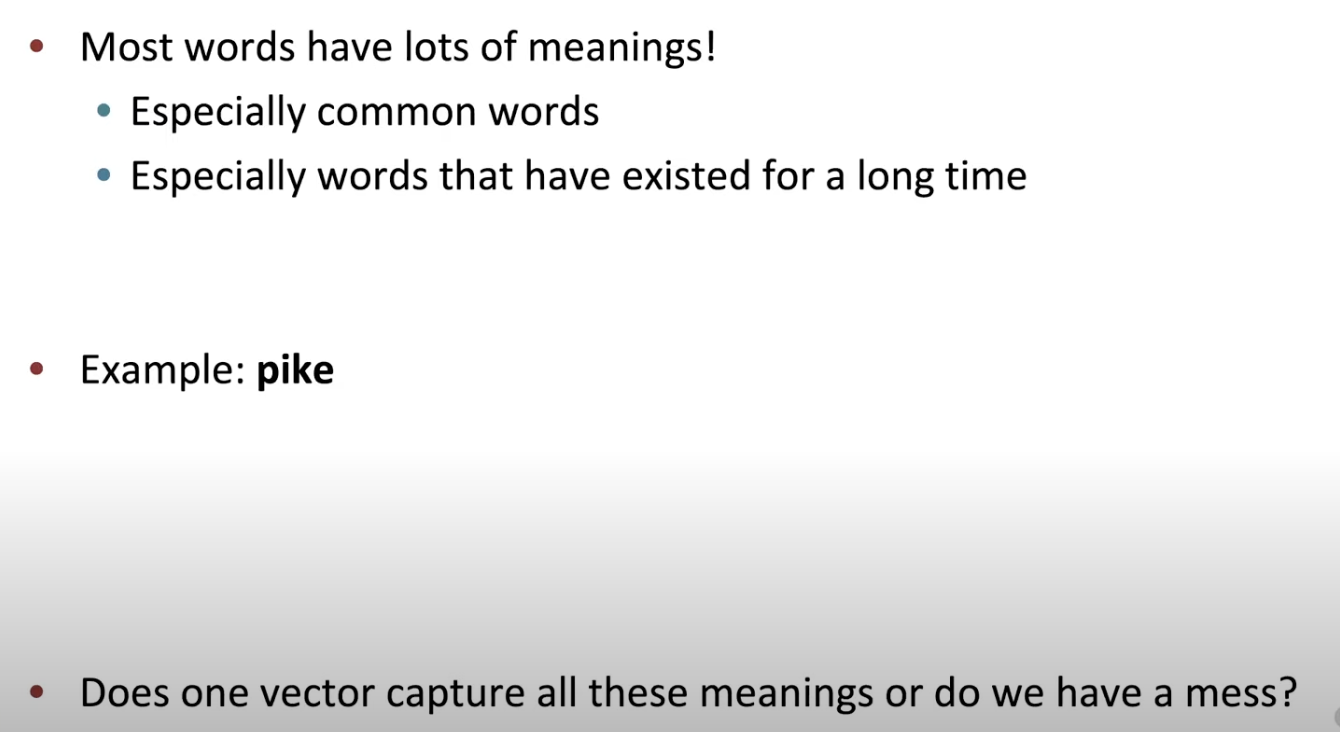 Most words have lots of meanings!
Especially common words
Especially words that have existed for a long time
Example: pike
Does one vector capture all these meanings or do we have a mess?